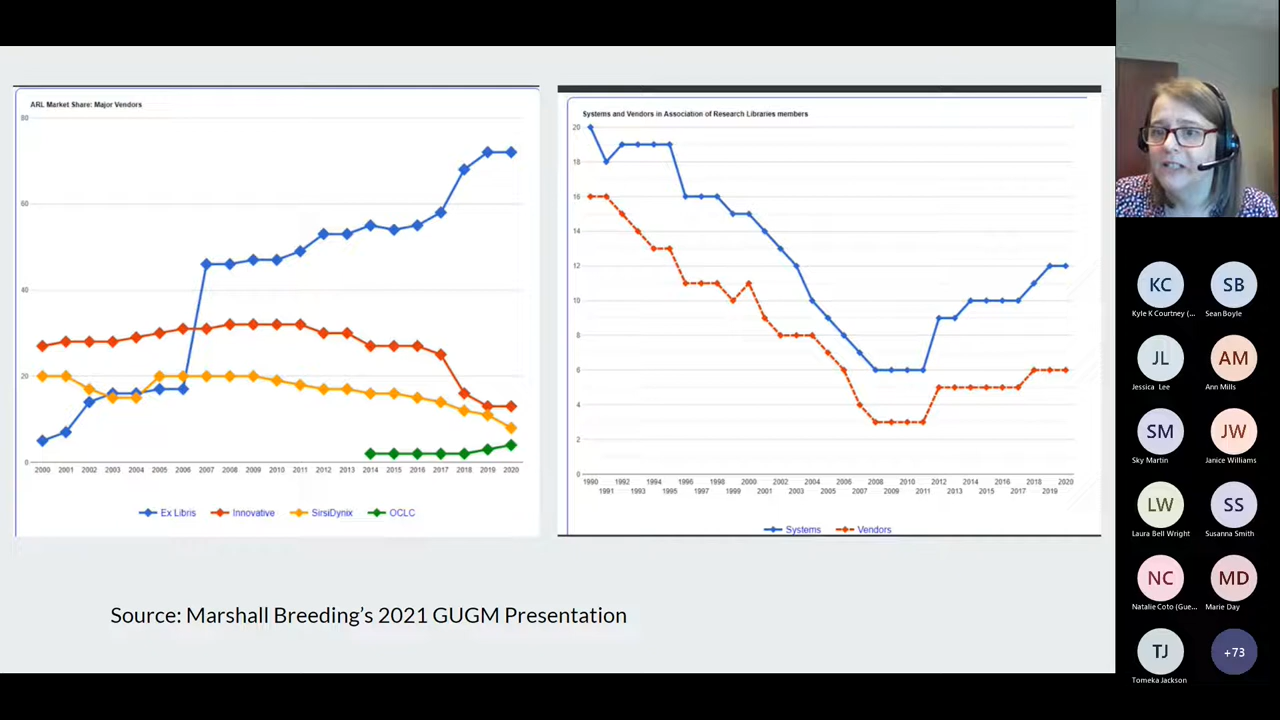 ARL Market Share: Major Vendors
80
60
40
20
0
2000 2001 2002 2003 2004 2005 2006 2007 2008 2009 2010 2011 2012 2013 2014 2015 2016 2017 2018 2019 2020
Ex Libris Innovative SirsiDynix OCLC
Systems and Vendors in Association of Research Libraries members
20
18
16
14
12
10
8
6
4
2
0
1990 1992 1994 1996 1998 2000 2002 2004 2006 2008 2010 2012 2014 2016 2018 2020
1991 1993 1995 1997 1999 2001 2003 2005 2007 2009 2011 2013 2015 2017 2019
Systems Vendors
Source: Marshall Breeding's 2021 GUGM Presentation
KC SB
Kyle K Courtney (... Sean Boyle
JL AM
Jessica Lee Ann Mills
SM JW
Sky Martin Janice Williams
LW SS
Laura Bell Wright Susanna Smith
NC MD
Natalie Coto (Gue... Marie Day
TJ +73
Tomeka Jackson